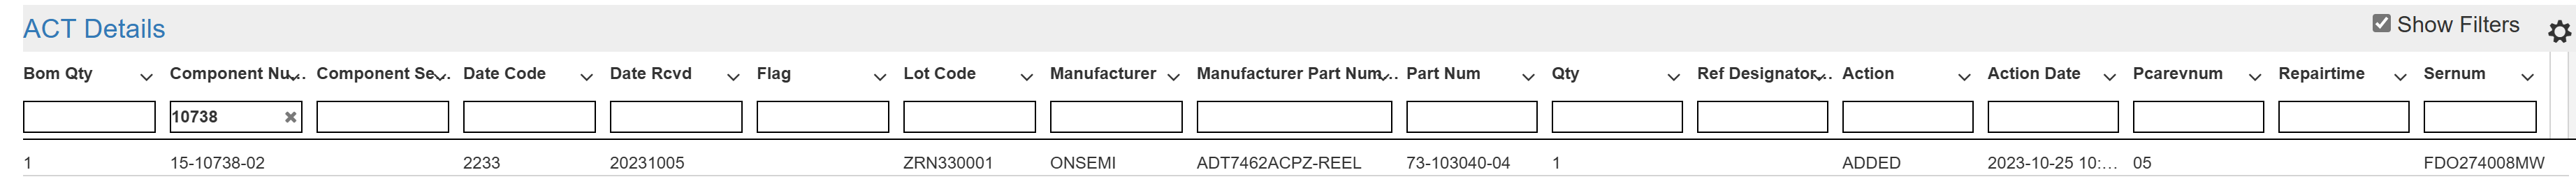 ACT Details Show Filters
Bom Qty Component Nu... Component Se... Date Code Date Rcvd Flag Lot Code Manufacturer Manufacturer Part Num... Part Num Qty Ref Designator... Action Action Date Pcarevnum Repairtime Sernum
10738
1 15-10738-02 2233 20231005 ZRN330001 ONSEMI ADT7462ACPZ-REEL 73-103040-04 1 ADDED 2023-10-25 10:... 05 FDO274008MW